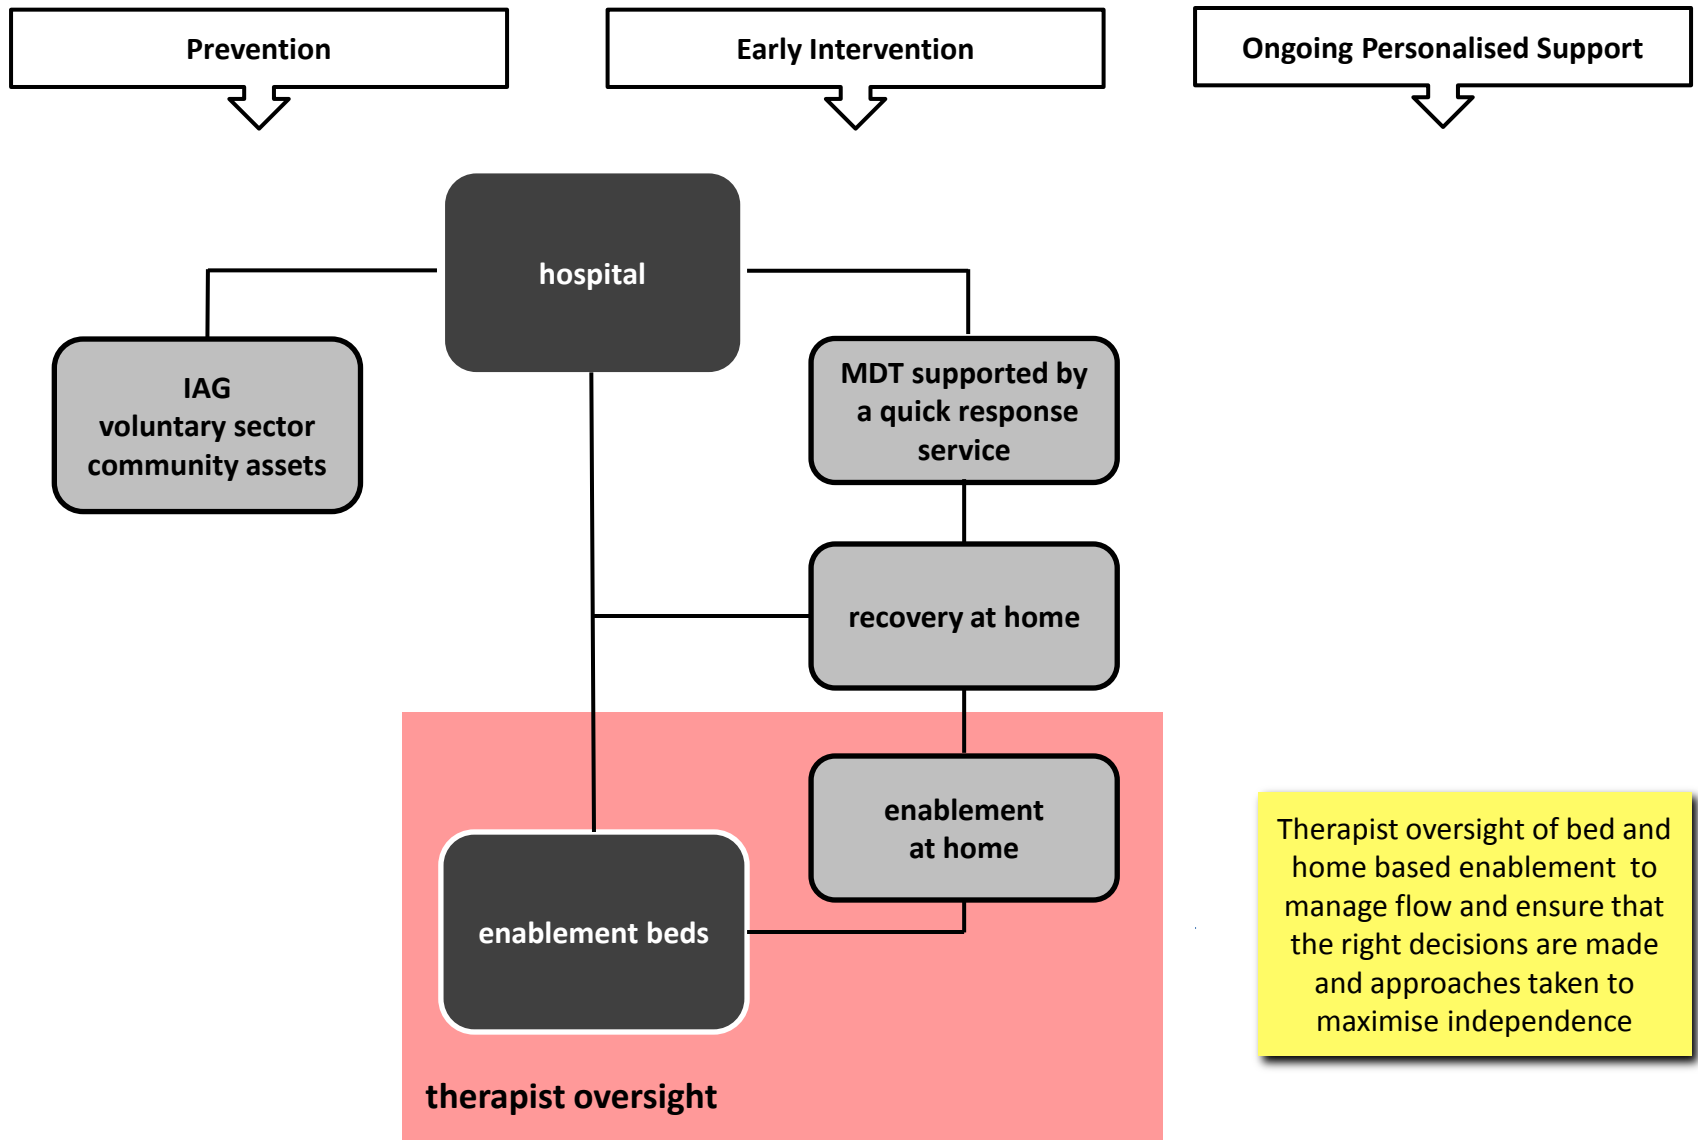 Prevention
Early Intervention
Ongoing Personalised Support
hospital
IAG
voluntary sector
community assets
MDT supported by
a quick response
service
recovery at home
enablement
at home
enablement beds
therapist oversight
Therapist oversight of bed and
home based enablement to
manage flow and ensure that
the right decisions are made
and approaches taken to
maximise independence